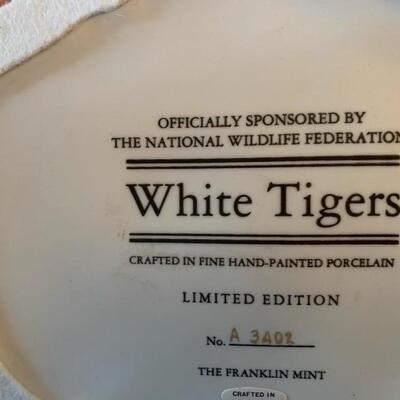 OFFICIALLY SPONSORED BY
THE NATIONAL WILDLIFE FEDERATION
White Tigers
CRAFTED IN FINE HAND-PAINTED PORCELAIN
LIMITED EDITION
No. A 3402
THE FRANKLIN MINT
CRAFTED IN